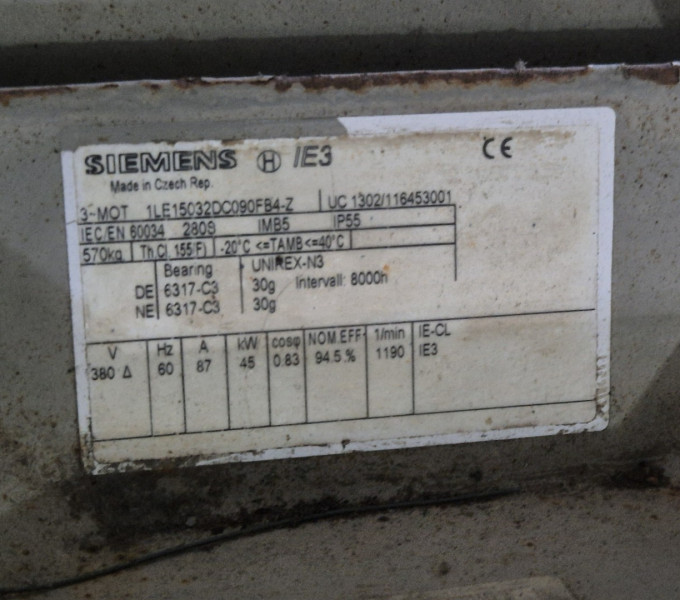 SIEMENS H IE3 CE
Made in Czech Rep.
3~MOT 1LE15032DC090FB4-Z UC 1302/116453001
IEC/EN 60034 280S IMB5 IP55
570kg Th.Cl. 155(F) -20°C <=TAMB<=40°C
Bearing UNIREX-N3
DE 6317-C3 30g Intervall: 8000h
NE 6317-C3 30g
V Hz A kW cosφ NOM.EFF 1/min IE-CL
380 Δ 60 87 45 0.83 94.5.% 1190 IE3